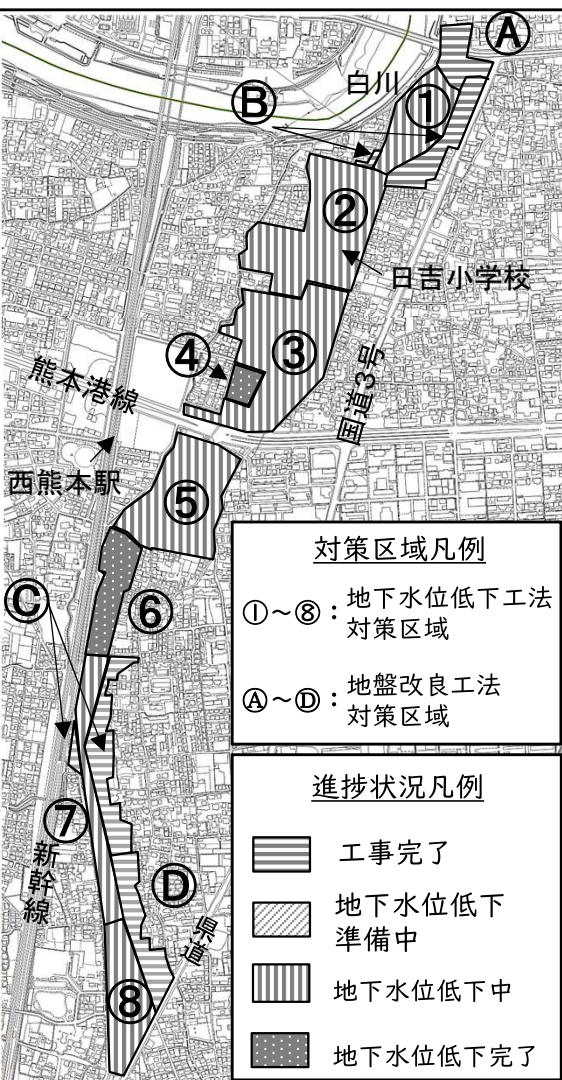 Ⓐ
白川
Ⓑ
①
②
日吉小学校
④
③
熊本港線
国道3号
西熊本駅
⑤
Ⓒ
⑥
⑦
新幹線
Ⓓ
県道
⑧
対策区域凡例
①～⑧：地下水位低下工法
対策区域
Ⓐ～Ⓓ：地盤改良工法
対策区域
進捗状況凡例
工事完了
地下水位低下
準備中
地下水位低下中
地下水位低下完了